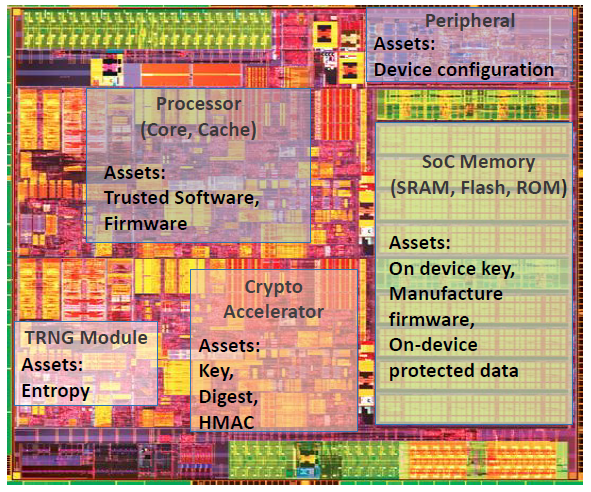 Peripheral
Assets:
Device configuration
Processor
(Core, Cache)
Assets:
Trusted Software,
Firmware
SoC Memory
(SRAM, Flash, ROM)
Assets:
On device key,
Manufacture
firmware,
On-device
protected data
Crypto
Accelerator
Assets:
Key,
Digest,
HMAC
TRNG Module
Assets:
Entropy